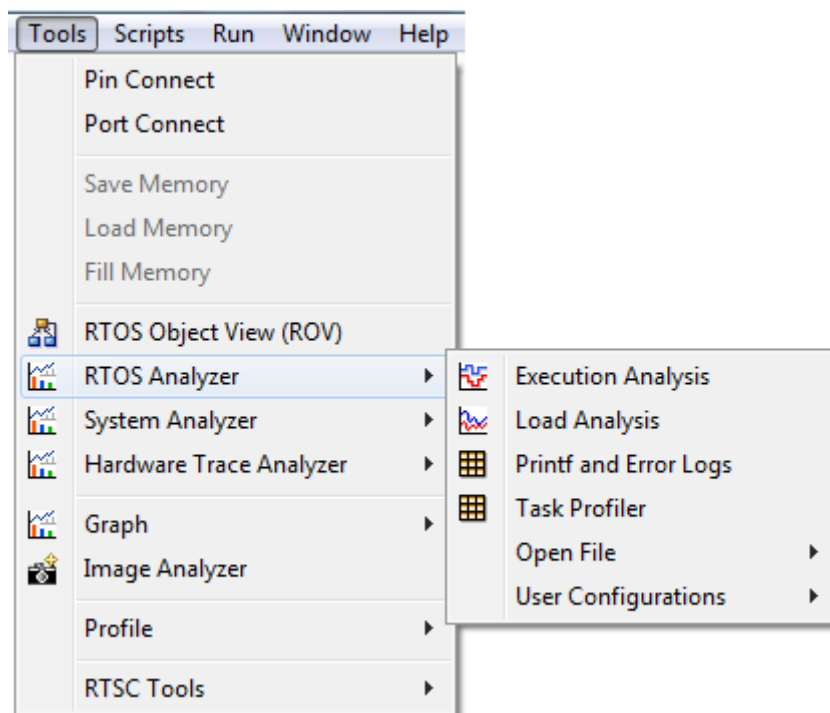 Tools Scripts Run Window Help
Pin Connect
Port Connect
Save Memory
Load Memory
Fill Memory
RTOS Object View (ROV)
RTOS Analyzer
System Analyzer
Hardware Trace Analyzer
Graph
Image Analyzer
Profile
RTSC Tools
Execution Analysis
Load Analysis
Printf and Error Logs
Task Profiler
Open File
User Configurations